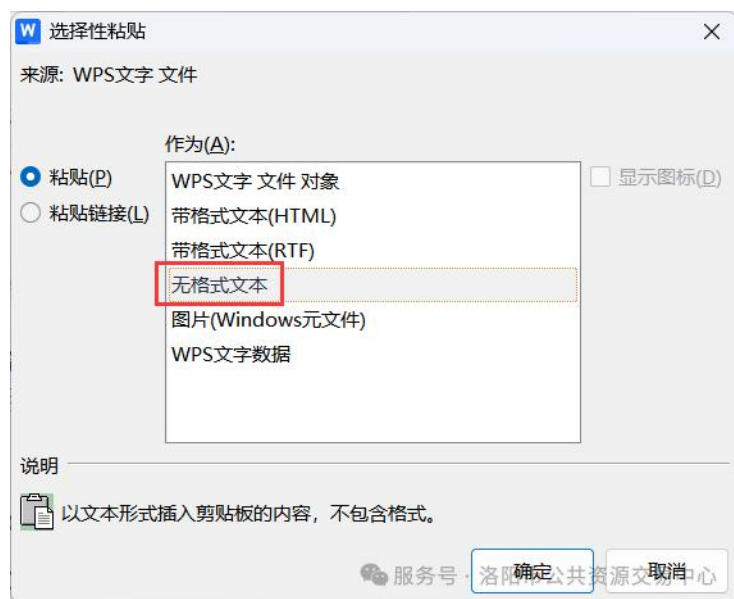 W 选择性粘贴
来源: WPS文字 文件
作为(A):
粘贴(P)
粘贴链接(L)
WPS文字 文件 对象
带格式文本(HTML)
带格式文本(RTF)
无格式文本
图片(Windows元文件)
WPS文字数据
显示图标(D)
说明
以文本形式插入剪贴板的内容，不包含格式。
确定
取消
服务号 · 洛阳市公共资源交易中心